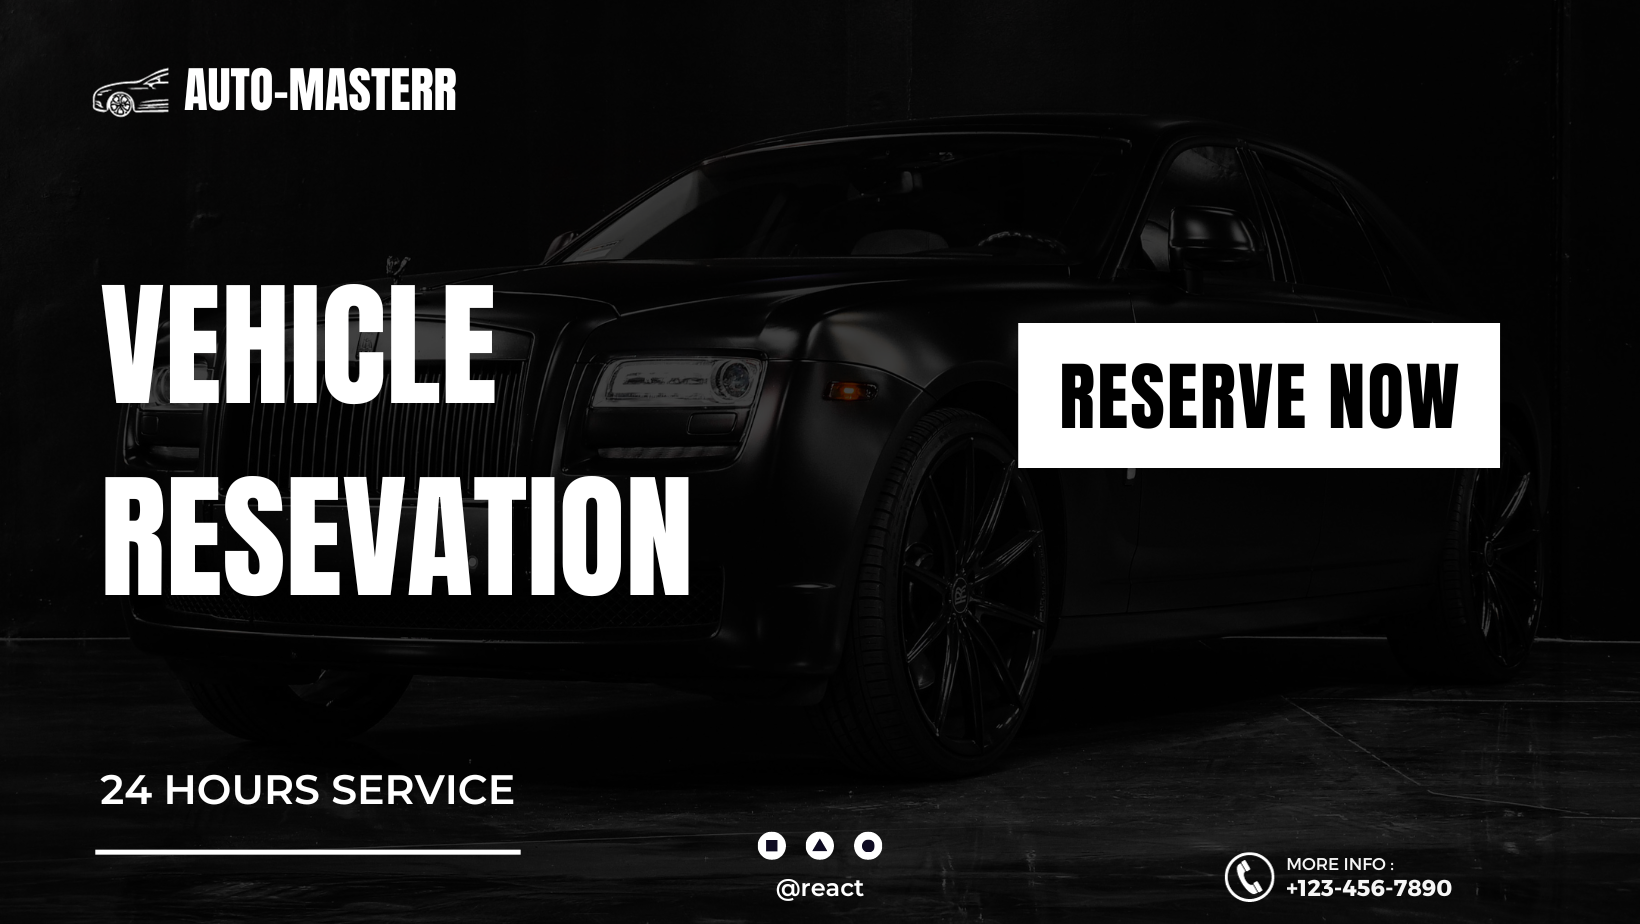 AUTO-MASTERR
VEHICLE
RESEVATION
RESERVE NOW
24 HOURS SERVICE
@react
MORE INFO :
+123-456-7890